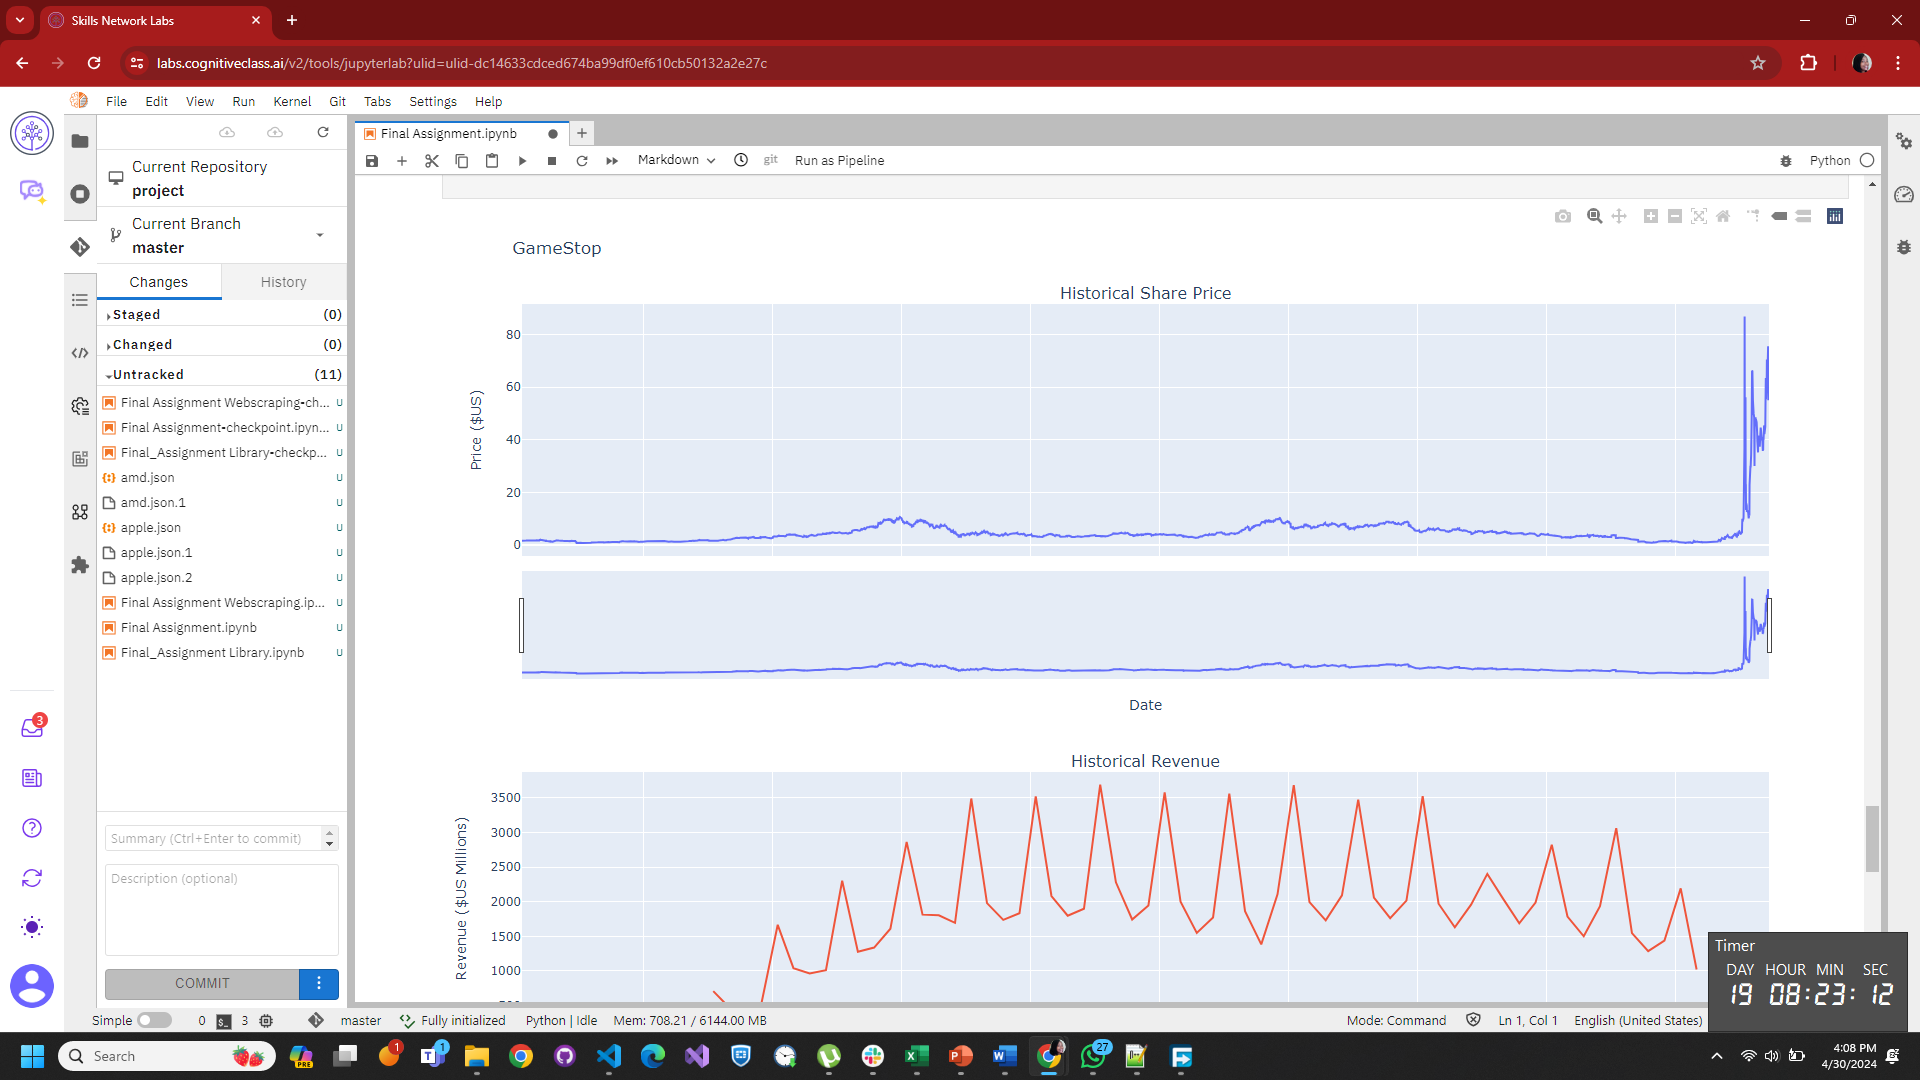 Skills Network Labs
labs.cognitiveclass.ai/v2/tools/jupyterlab?ulid=ulid-dc14633cdced674ba99df0ef610cb50132a2e27c
File Edit View Run Kernel Git Tabs Settings Help
Current Repository
project
Current Branch
master
Changes History
Staged (0)
Changed (0)
Untracked (11)
Final Assignment Webscraping-ch... U
Final Assignment-checkpoint.ipyn... U
Final_Assignment Library-checkp... U
amd.json U
amd.json.1 U
apple.json U
apple.json.1 U
apple.json.2 U
Final Assignment Webscraping.ip... U
Final Assignment.ipynb U
Final_Assignment Library.ipynb U
3
Summary (Ctrl+Enter to commit)
Description (optional)
COMMIT
Final Assignment.ipynb
Markdown git Run as Pipeline Python
GameStop
Historical Share Price
Price ($US)
80
60
40
20
0
Date
Historical Revenue
Revenue ($US Millions)
3500
3000
2500
2000
1500
1000
Timer
DAY HOUR MIN SEC
19 08:23: 12
Simple 0 3 master Fully initialized Python | Idle Mem: 708.21 / 6144.00 MB Mode: Command Ln 1, Col 1 English (United States)
Search
PRE
1
1
27
4:08 PM
4/30/2024